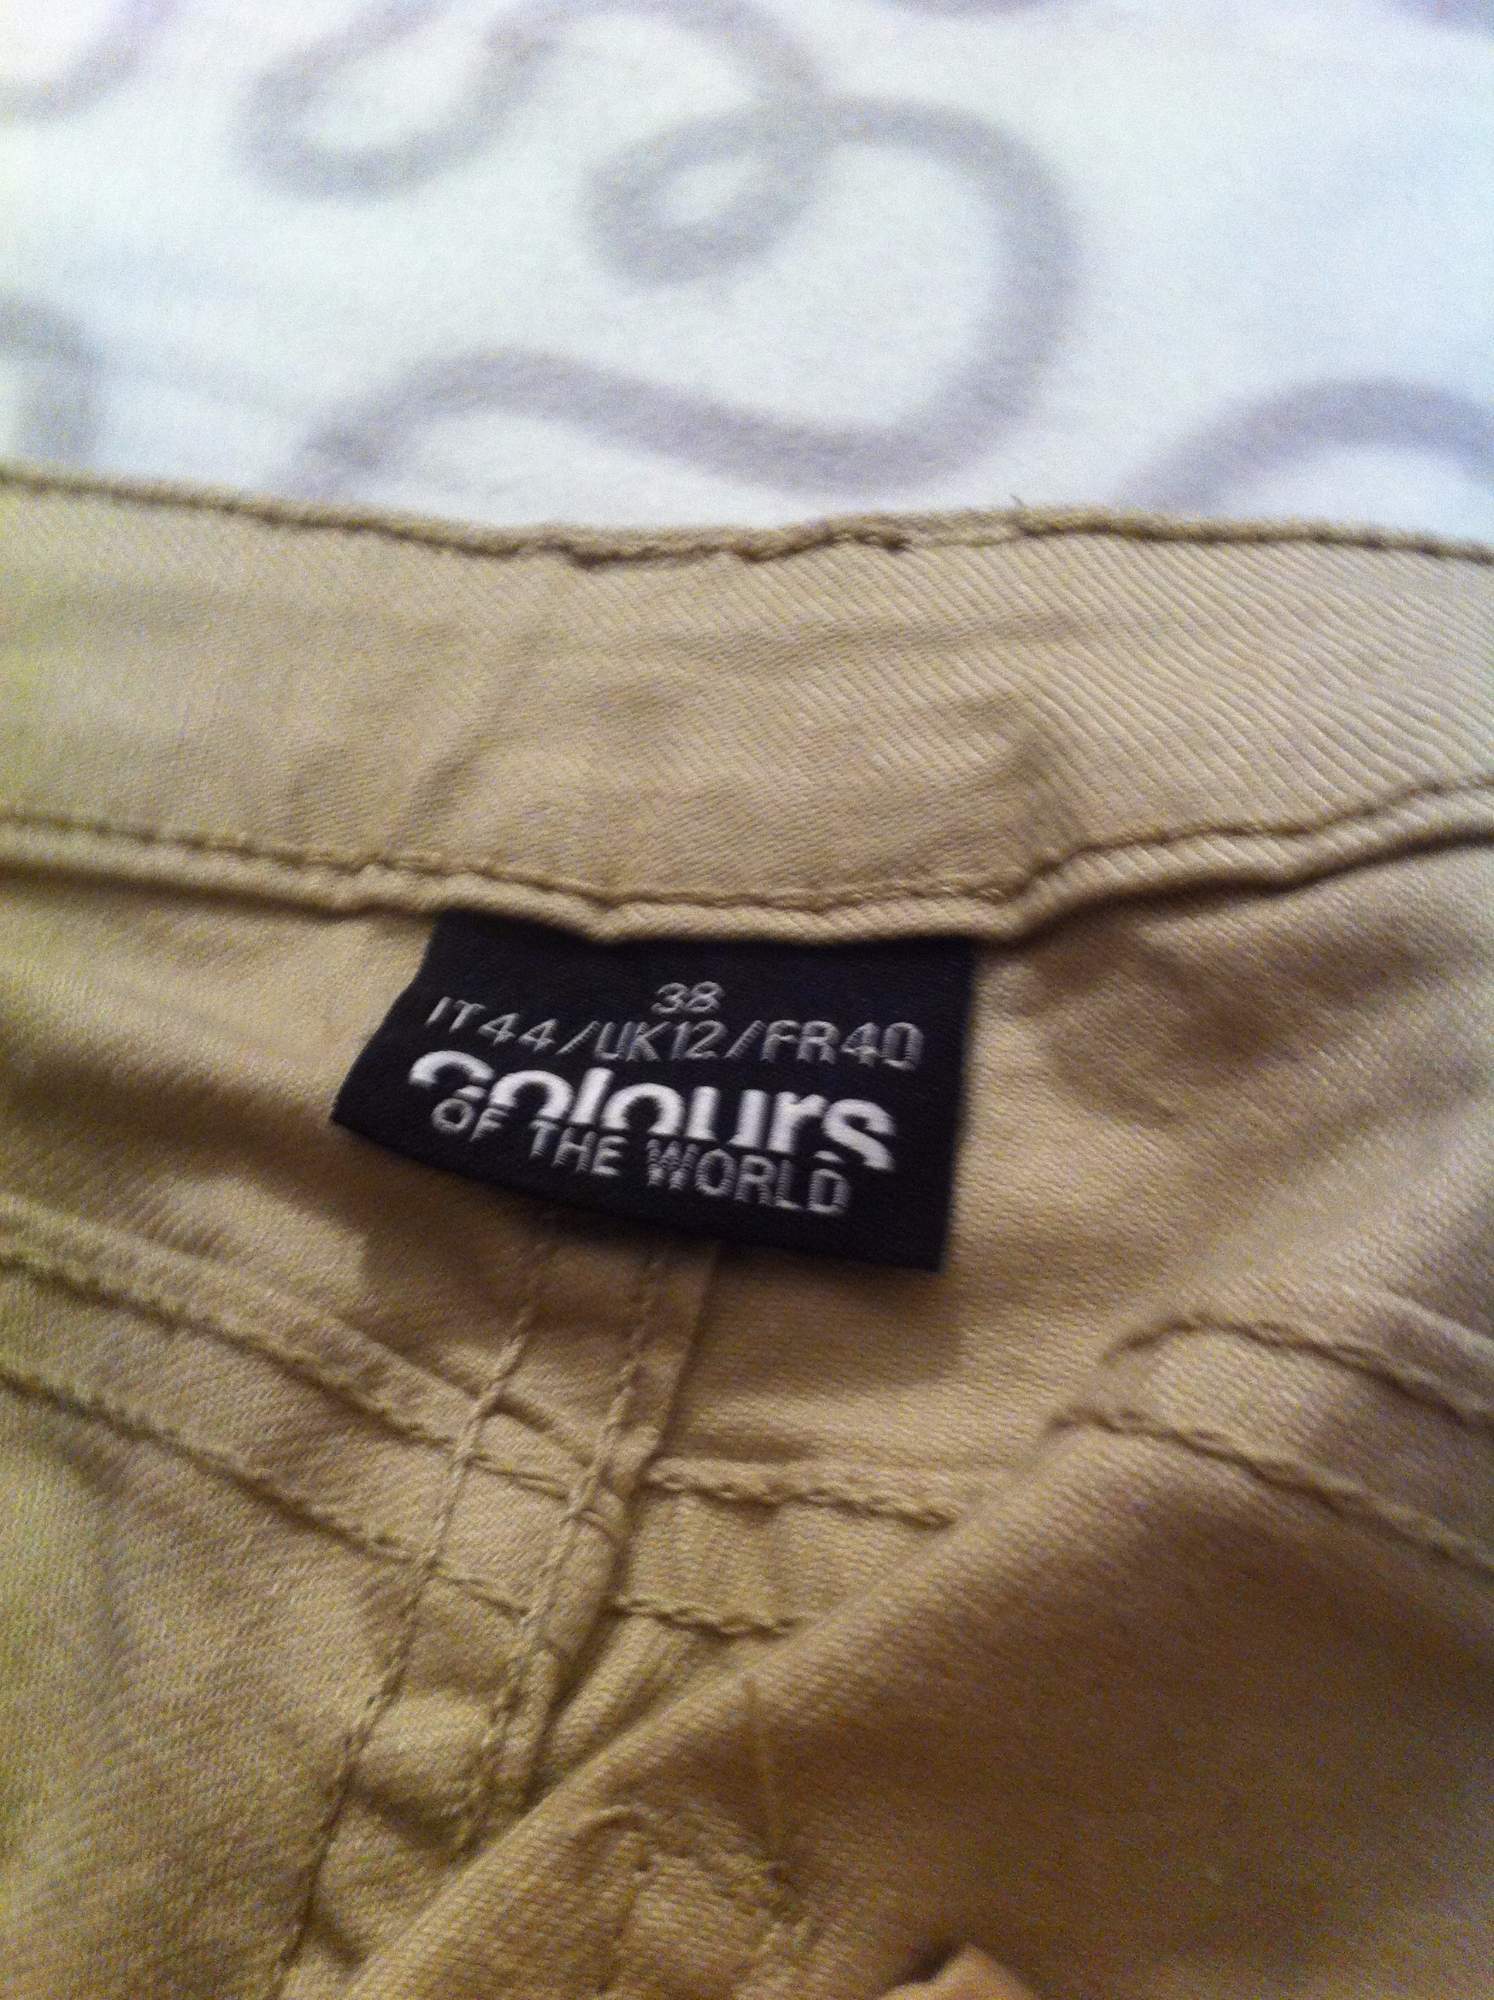 38
IT44/UK12/FR40
colours
OF THE WORLD